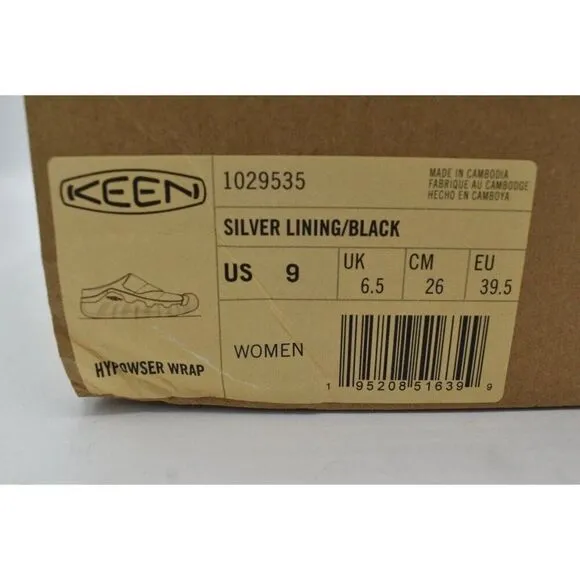 KEEN
1029535
MADE IN CAMBODIA
FABRIQUE AU CAMBODGE
HECHO EN CAMBOYA
SILVER LINING/BLACK
US 9
UK 6.5
CM 26
EU 39.5
HYPOWSER WRAP
WOMEN
1 95208 51639 9